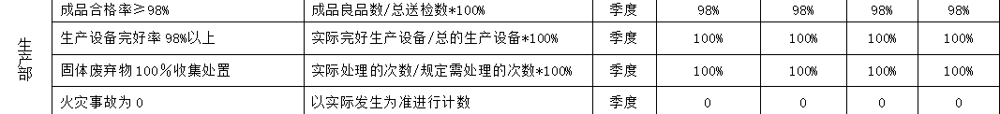 成品合格率≥98% 成品良品数/总送检数*100% 季度 98% 98% 98% 98%
生产设备完好率 98%以上 实际完好生产设备/总的生产设备*100% 季度 100% 100% 100% 100%
生产部
固体废弃物 100%收集处置 实际处理的次数/规定需处理的次数*100% 季度 100% 100% 100% 100%
火灾事故为 0 以实际发生为准进行计数 季度 0 0 0 0